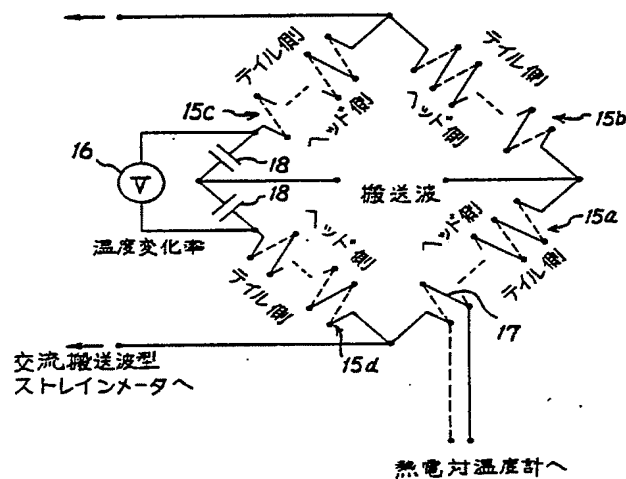 テイル側
テイル側
15c
ヘッド側
ヘッド側
15b
16
V
18
18
搬送波
温度変化率
ヘッド側
ヘッド側
15a
テイル側
テイル側
17
15d
交流搬送波型
ストレインメータへ
熱電対温度計へ